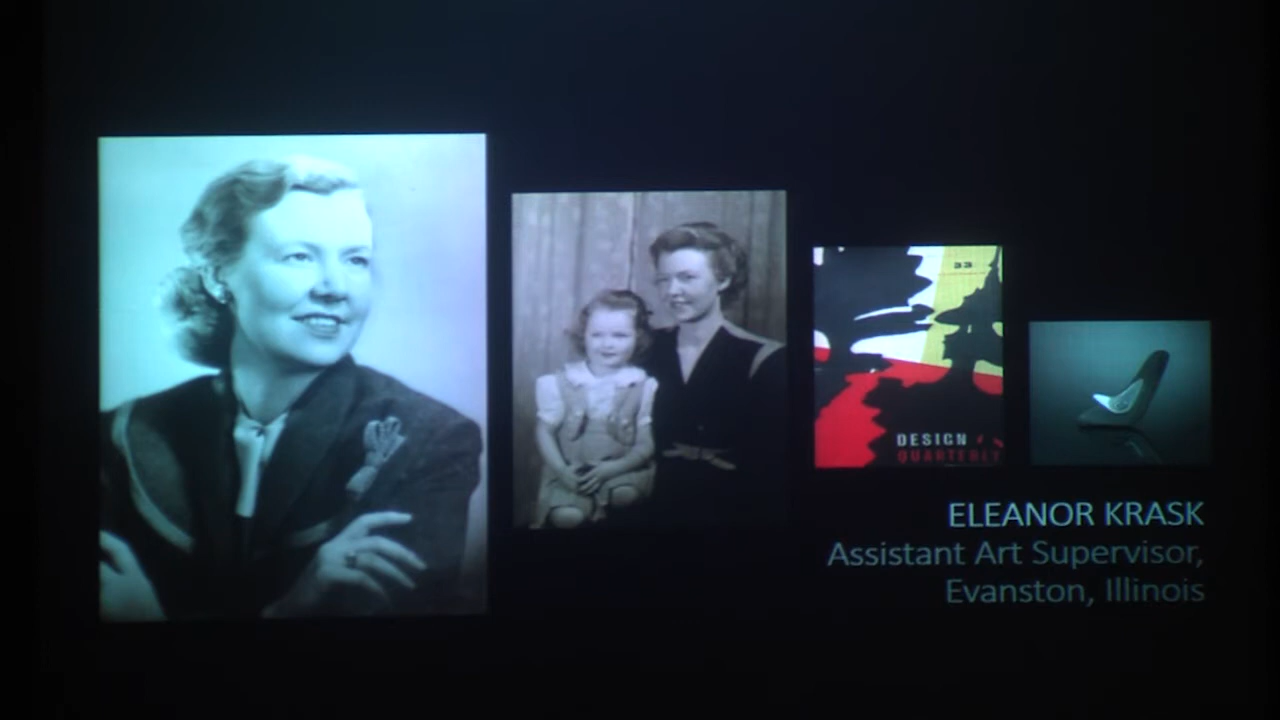 33
DESIGN
QUARTERLY
ELEANOR KRASK
Assistant Art Supervisor,
Evanston, Illinois